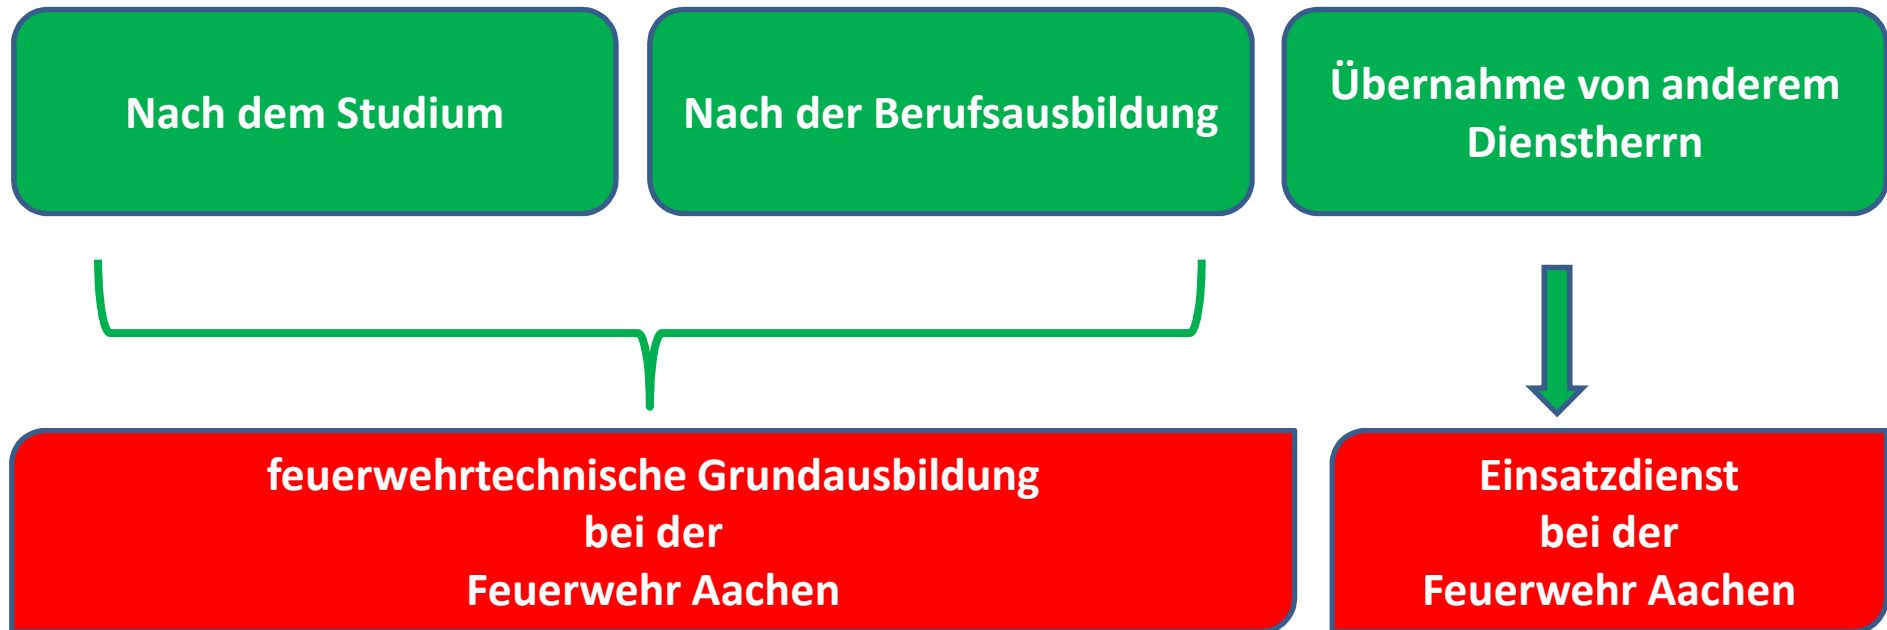 Nach dem Studium
Nach der Berufsausbildung
Übernahme von anderem
Dienstherrn
feuerwehrtechnische Grundausbildung
bei der
Feuerwehr Aachen
Einsatzdienst
bei der
Feuerwehr Aachen